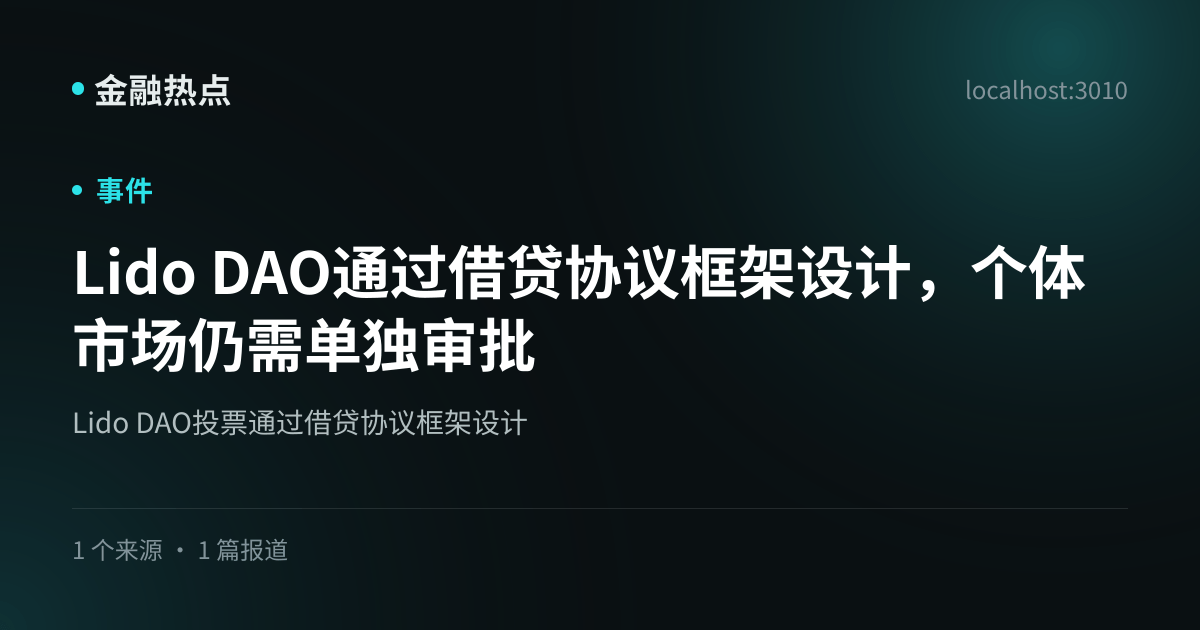 金融热点
localhost:3010
事件
Lido DAO通过借贷协议框架设计，个体
市场仍需单独审批
Lido DAO投票通过借贷协议框架设计
1 个来源 · 1 篇报道